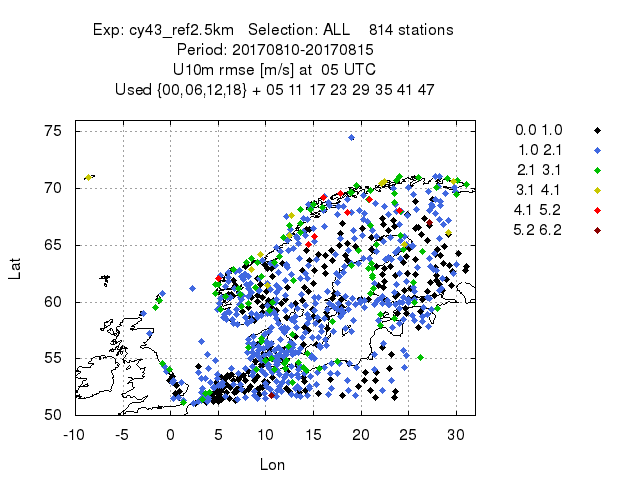 Exp: cy43_ref2.5km Selection: ALL 814 stations
Period: 20170810-20170815
U10m rmse [m/s] at 05 UTC
Used {00,06,12,18} + 05 11 17 23 29 35 41 47
75
70
65
60
55
50
Lat
-10 -5 0 5 10 15 20 25 30
Lon
0.0 1.0
1.0 2.1
2.1 3.1
3.1 4.1
4.1 5.2
5.2 6.2